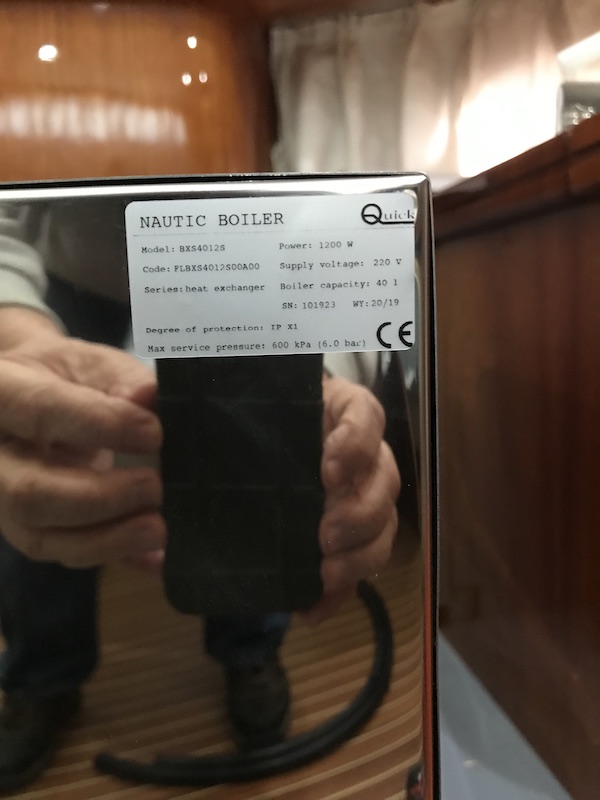 NAUTIC BOILER Quick
Model: BXS4012S Power: 1200 W
Code: FLBXS4012S00A00 Supply voltage: 220 V
Series: heat exchanger Boiler capacity: 40 l
SN: 101923 WY: 20/19
Degree of protection: IP X1
Max service pressure: 600 kPa (6.0 bar) CE